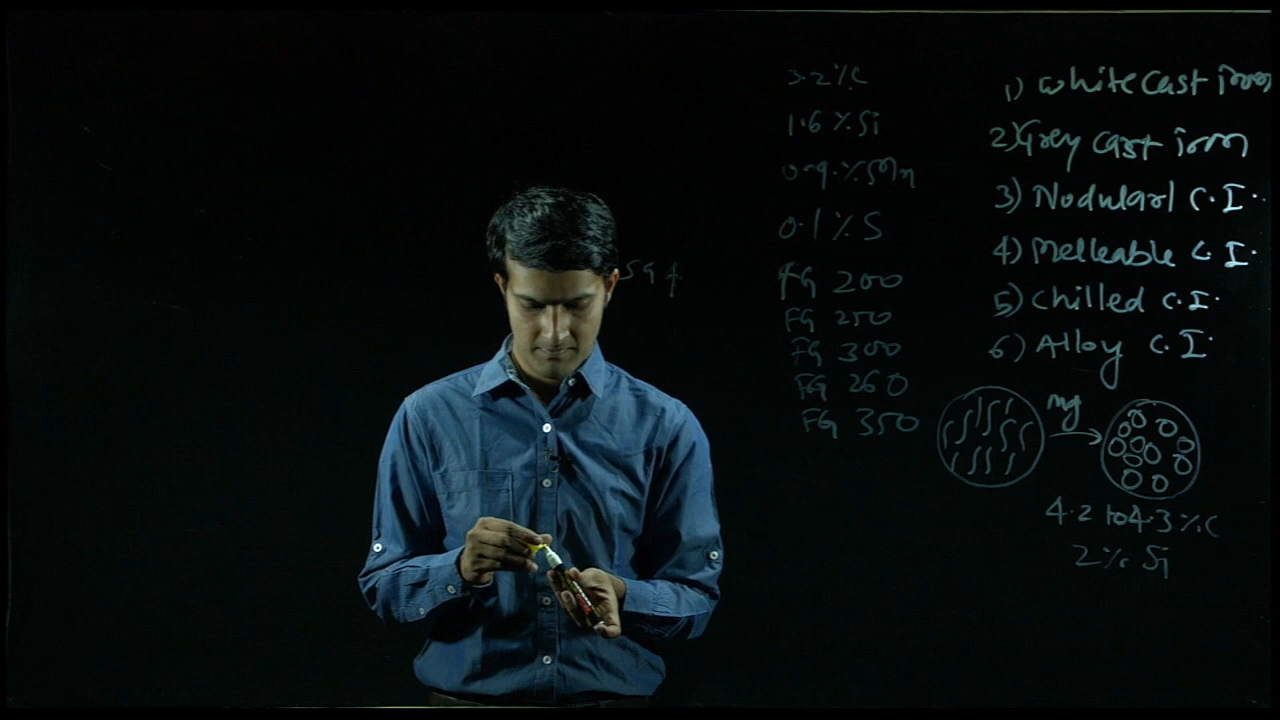 3.2 % C
1.6 % Si
0.9 % Mn
0.1 % S
FG 200
FG 250
FG 300
FG 260
FG 350
1) White Cast iron
2) Grey Cast iron
3) Nodular C.I.
4) Melleable C.I.
5) Chilled C.I.
6) Alloy C.I.
Mg
4.2 to 4.3 % C
2 % Si